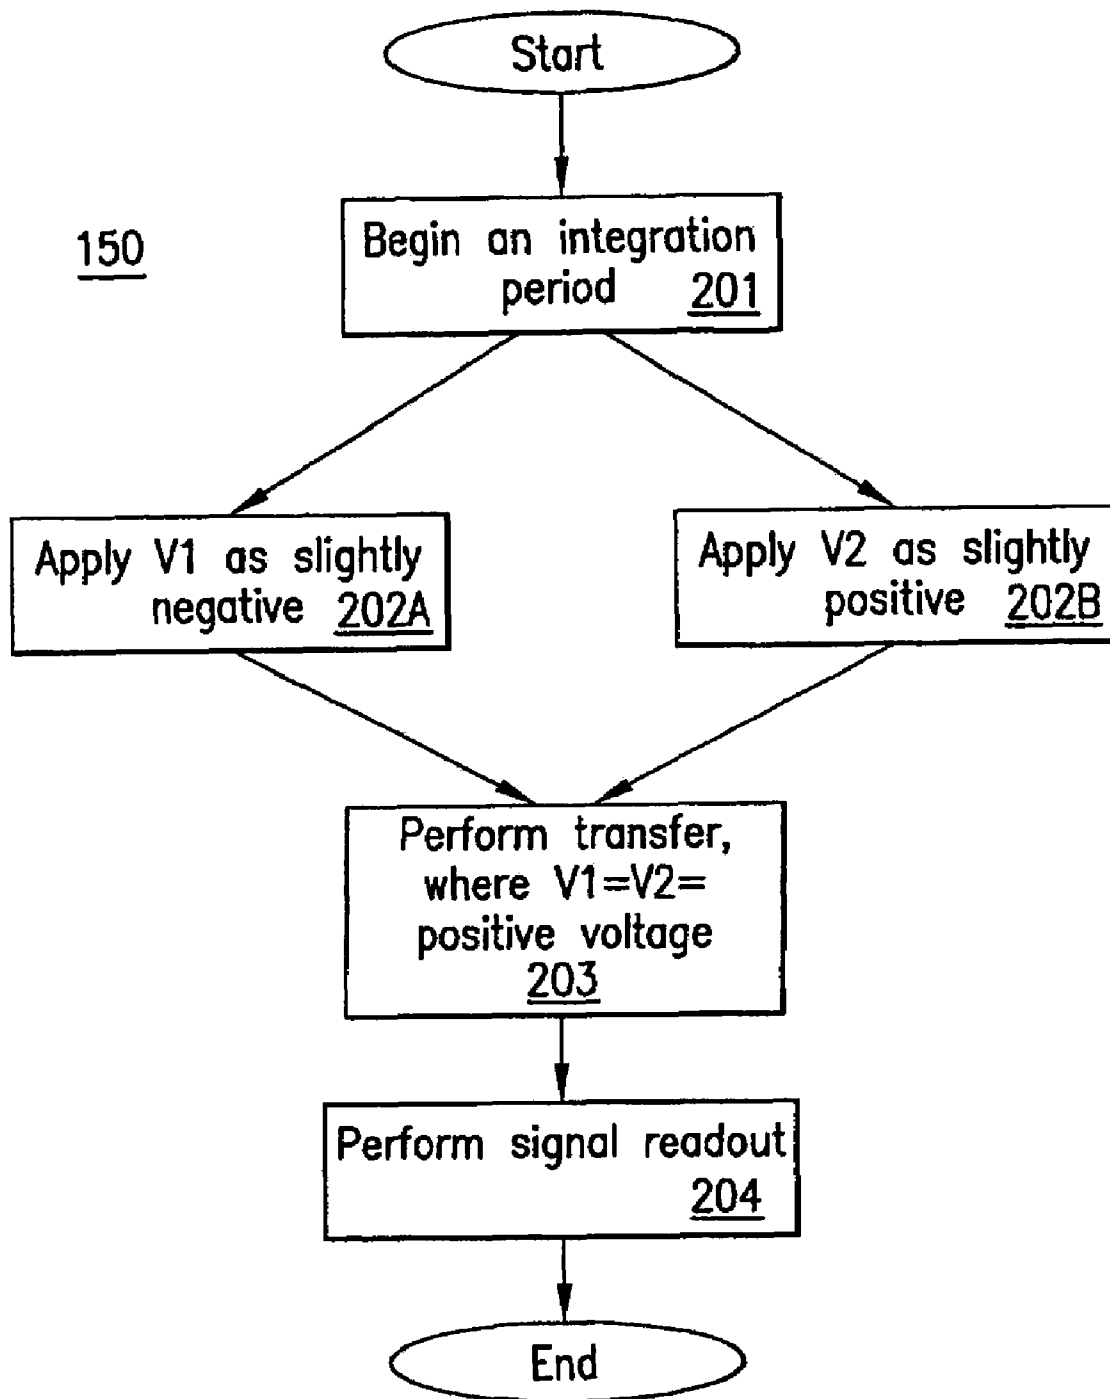 Start
150
Begin an integration
period 201
Apply V1 as slightly
negative 202A
Apply V2 as slightly
positive 202B
Perform transfer,
where V1=V2=
positive voltage
203
Perform signal readout
204
End